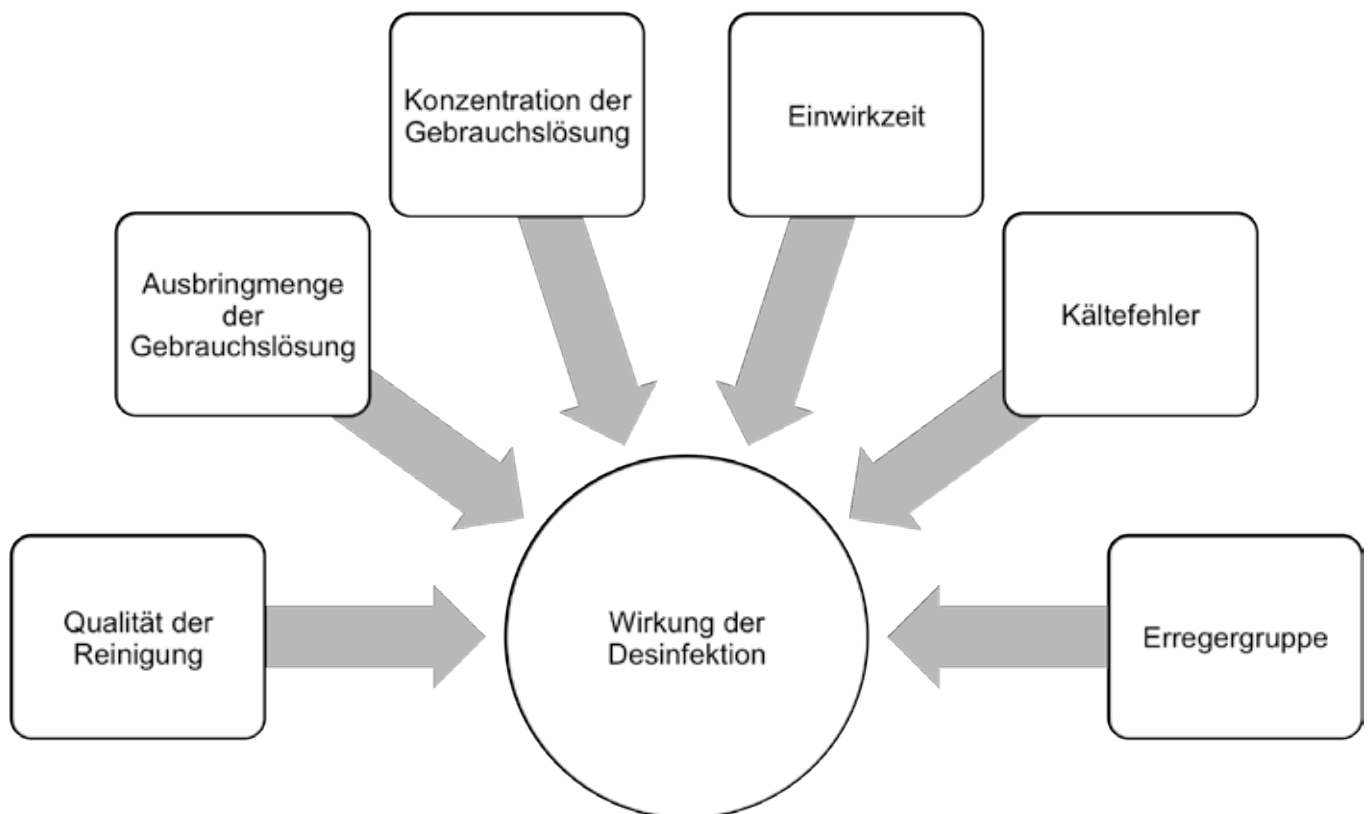 Konzentration der
Gebrauchslösung
Einwirkzeit
Ausbringmenge
der
Gebrauchslösung
Kältefehler
Qualität der
Reinigung
Wirkung der
Desinfektion
Erregergruppe